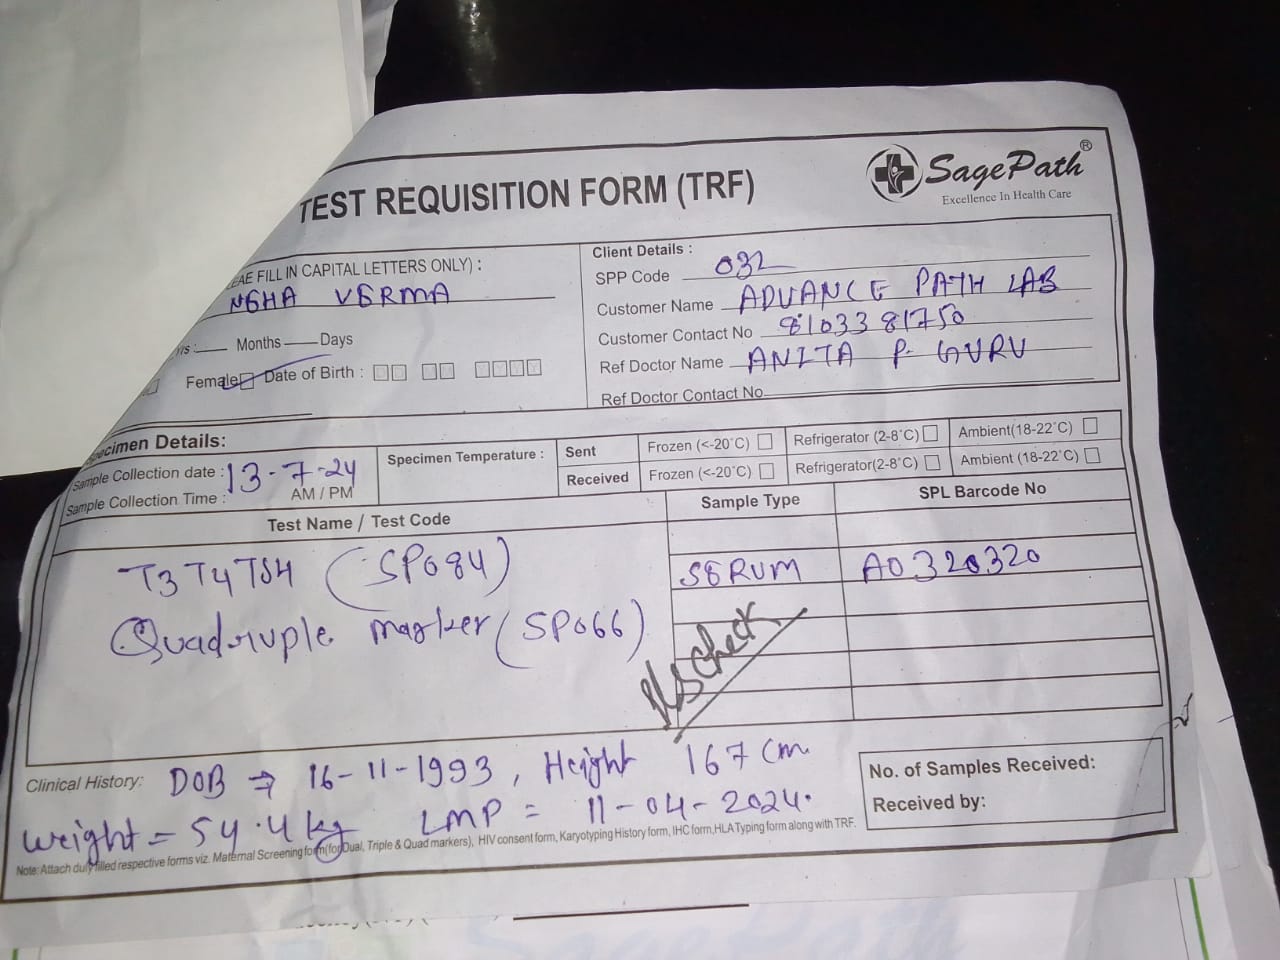 TEST REQUISITION FORM (TRF)
SagePath®
Excellence In Health Care
FILL IN CAPITAL LETTERS ONLY) :
VERMA
Months Days
Female Date of Birth :
Client Details :
SPP Code 032
Customer Name ADVANCE PATH LAB
Customer Contact No 8103381750
Ref Doctor Name ANITA P. GURU
Ref Doctor Contact No
Specimen Details:
Sample Collection date : 13-7-24
Sample Collection Time : AM / PM
Specimen Temperature :
Sent Frozen (<-20°C) Refrigerator (2-8°C) Ambient(18-22°C)
Received Frozen (<-20°C) Refrigerator(2-8°C) Ambient (18-22°C)
Test Name / Test Code Sample Type SPL Barcode No
T3 T4 TSH (SP084) SERUM A0320320
Quadruple marker (SP066)
Pls check
Clinical History: DOB ⇒ 16-11-1993, Height 167 cm
weight = 54.4 kg LMP = 11-04-2024.
No. of Samples Received:
Received by:
Note: Attach duly filled respective forms viz. Maternal Screening form(for Dual, Triple & Quad markers), HIV consent form, Karyotyping History form, IHC form,HLA Typing form along with TRF.